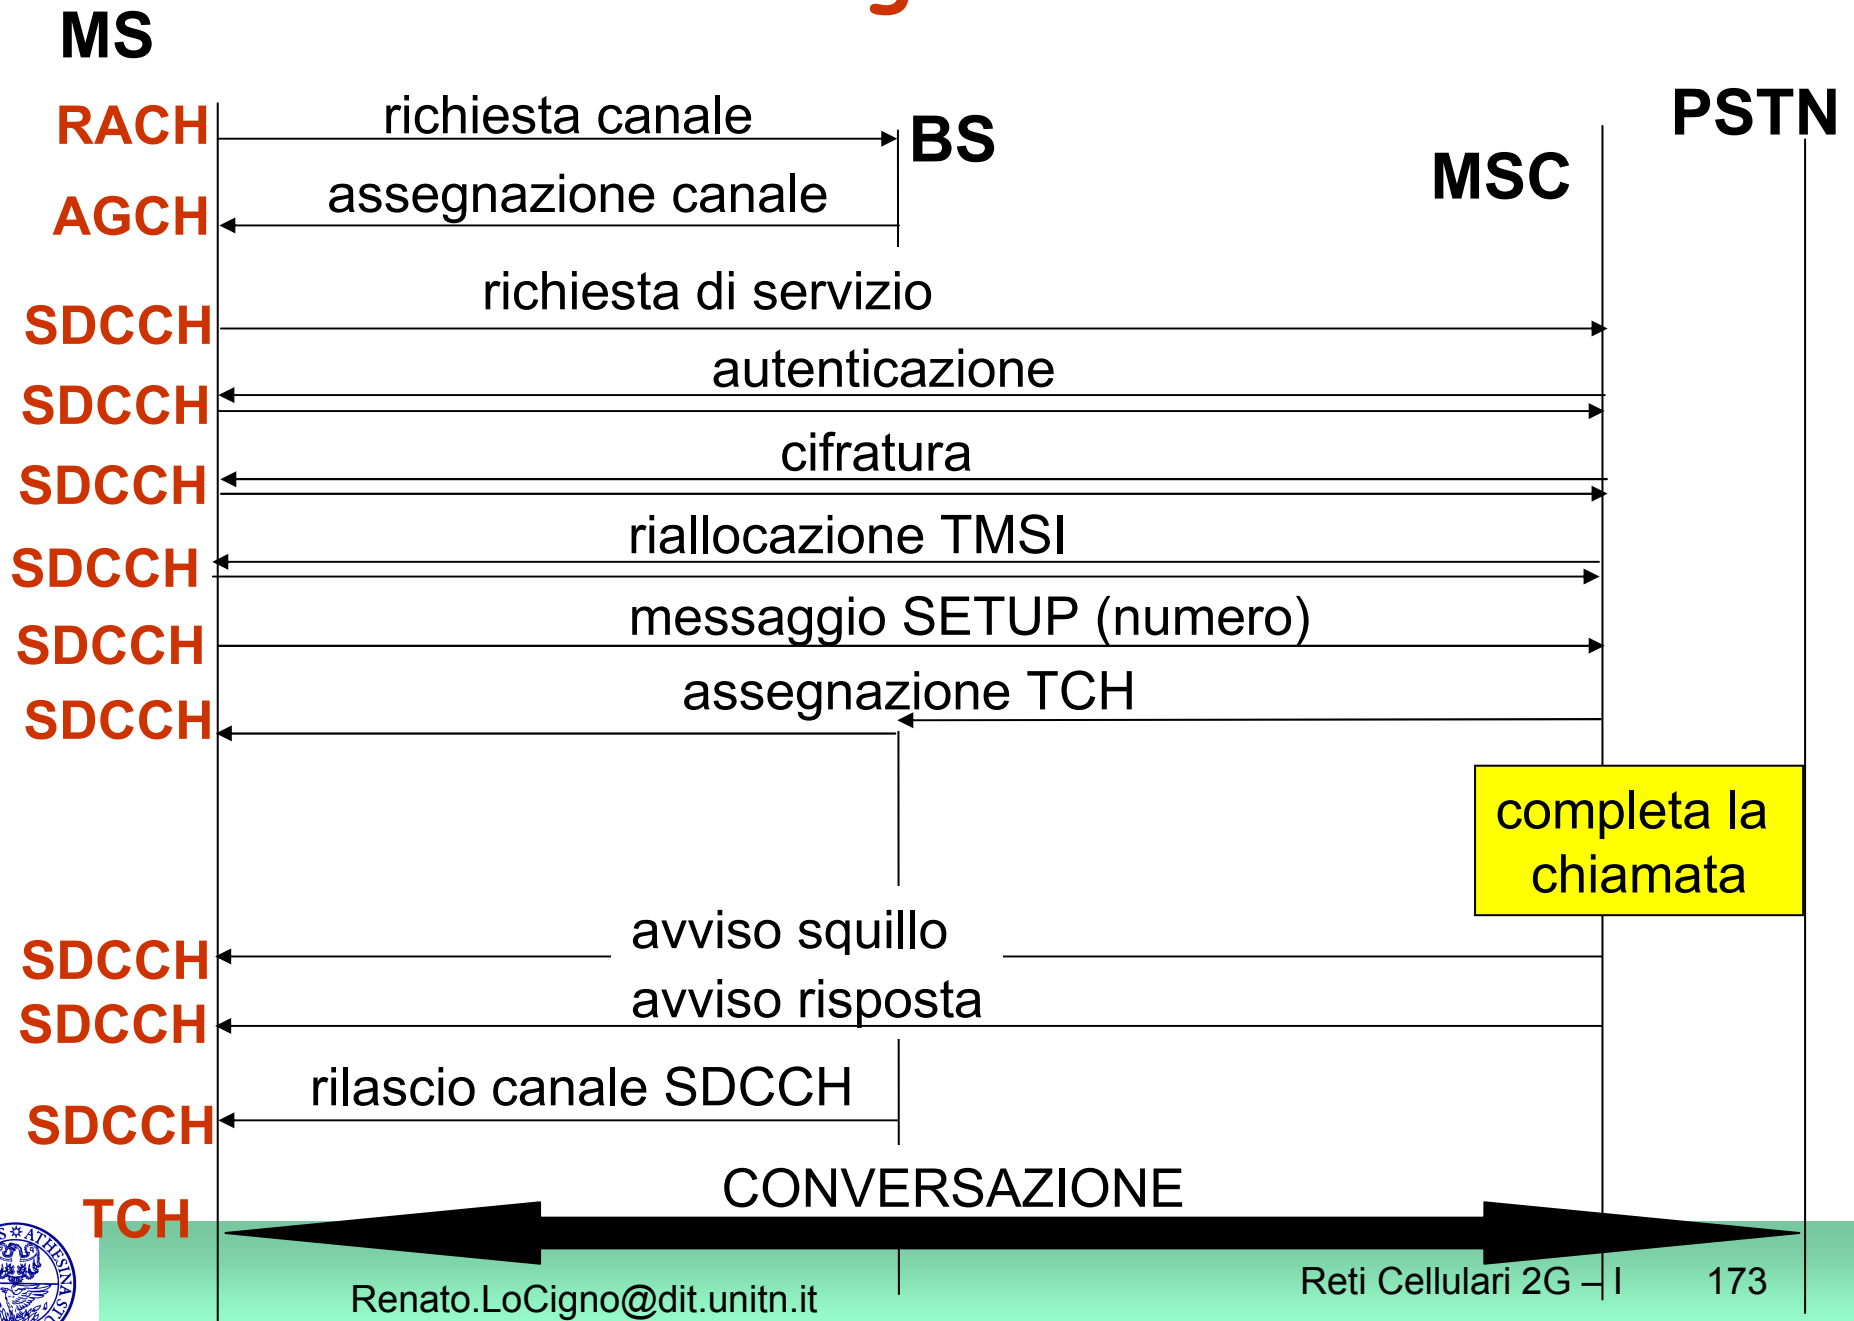 MS
RACH
richiesta canale
BS
MSC
PSTN
AGCH
assegnazione canale
SDCCH
richiesta di servizio
SDCCH
autenticazione
SDCCH
cifratura
SDCCH
riallocazione TMSI
SDCCH
messaggio SETUP (numero)
SDCCH
assegnazione TCH
completa la
chiamata
SDCCH
avviso squillo
SDCCH
avviso risposta
SDCCH
rilascio canale SDCCH
TCH
CONVERSAZIONE
Renato.LoCigno@dit.unitn.it
Reti Cellulari 2G – I
173